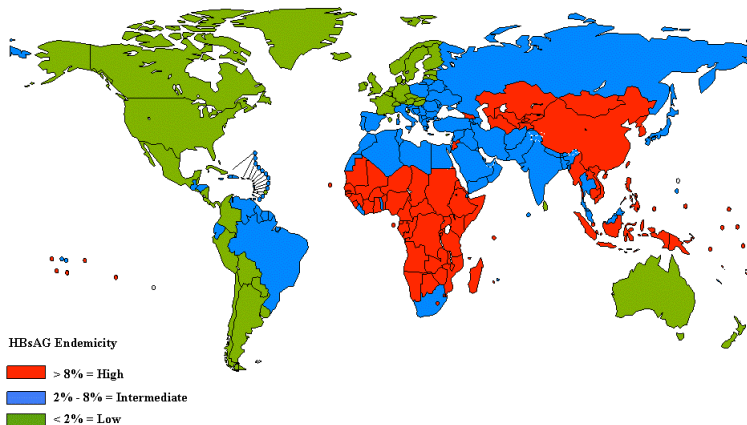 HBsAG Endemicity
> 8% = High
2% - 8% = Intermediate
< 2% = Low